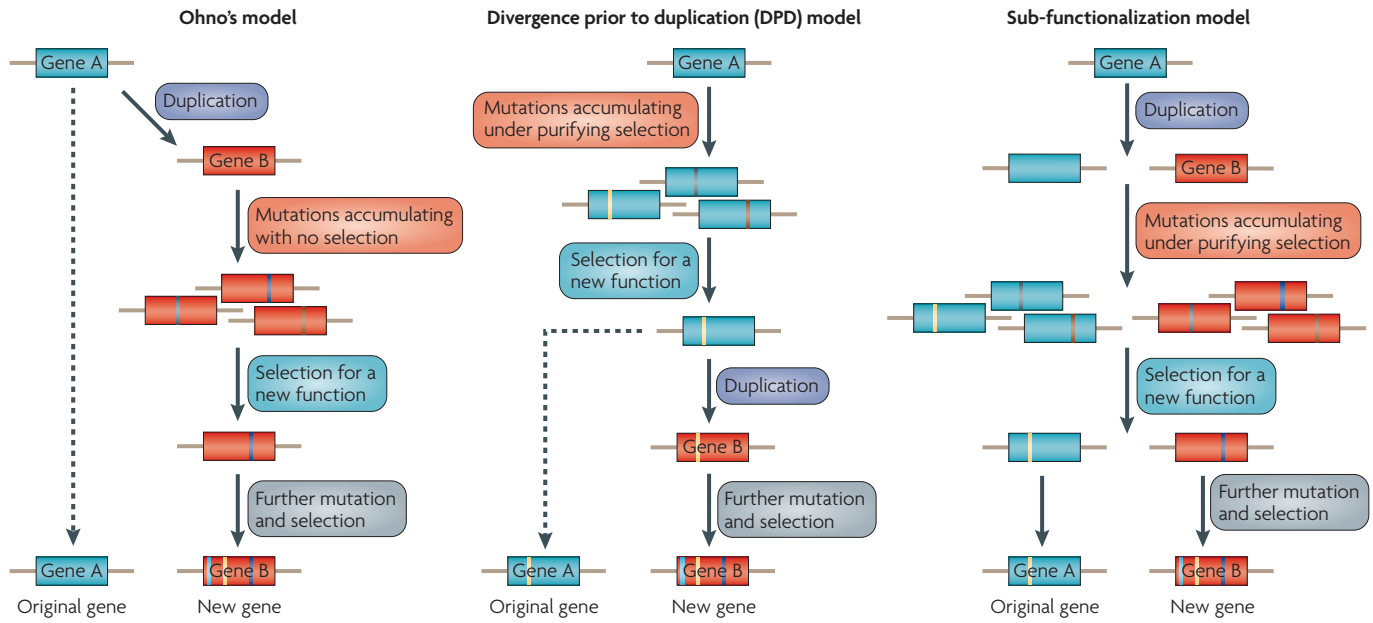 Ohno's model
Gene A
Duplication
Gene B
Mutations accumulating
with no selection
Selection for a
new function
Further mutation
and selection
Gene A
Gene B
Original gene
New gene
Divergence prior to duplication (DPD) model
Gene A
Mutations accumulating
under purifying selection
Selection for a
new function
Duplication
Gene B
Further mutation
and selection
Gene A
Gene B
Original gene
New gene
Sub-functionalization model
Gene A
Duplication
Gene B
Mutations accumulating
under purifying selection
Selection for a
new function
Further mutation
and selection
Gene A
Gene B
Original gene
New gene